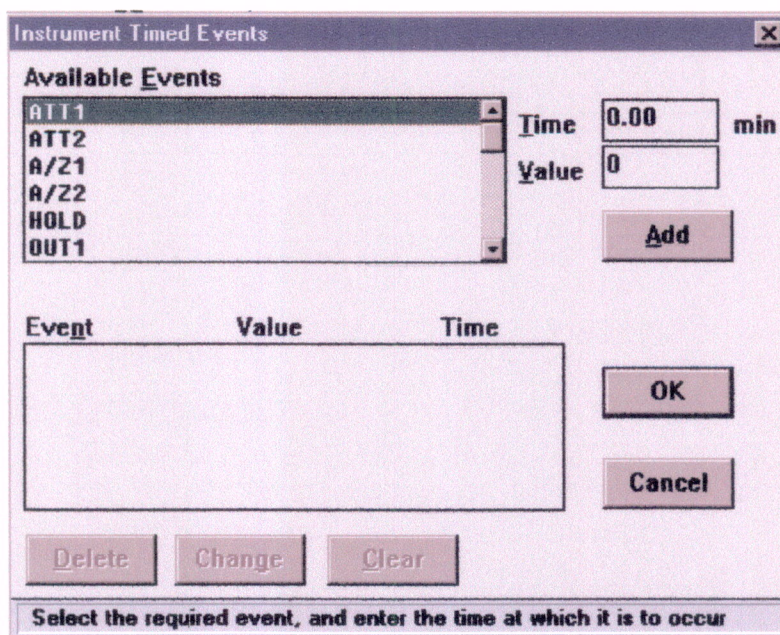 Instrument Timed Events
Available Events
ATT1
ATT2
A/Z1
A/Z2
HOLD
OUT1
Time 0.00 min
Value 0
Add
Event Value Time
OK
Cancel
Delete Change Clear
Select the required event, and enter the time at which it is to occur